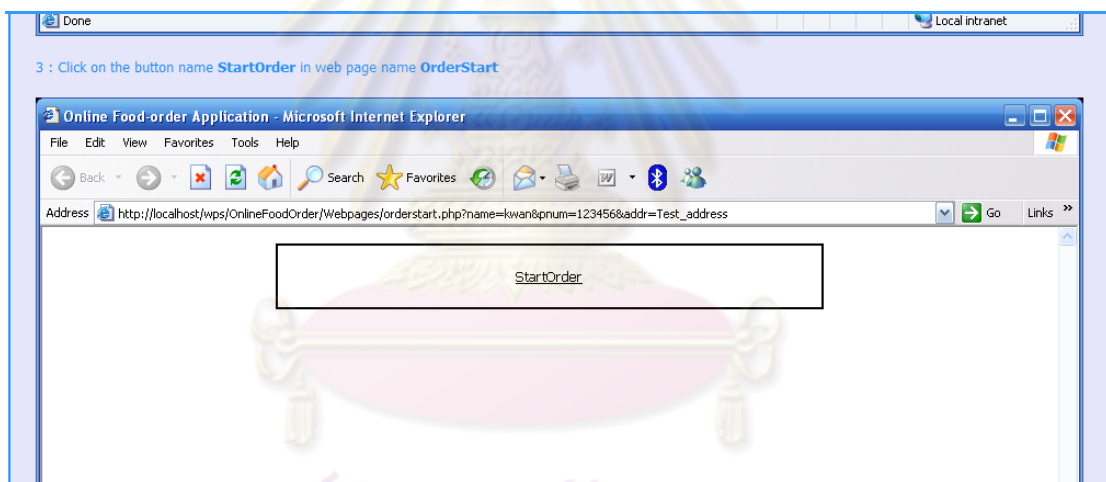 Done Local intranet
3 : Click on the button name StartOrder in web page name OrderStart
Online Food-order Application - Microsoft Internet Explorer
File Edit View Favorites Tools Help
Back Search Favorites W
Address http://localhost/wps/OnlineFoodOrder/Webpages/orderstart.php?name=kwan&pnum=123456&addr=Test_address Go Links »
StartOrder